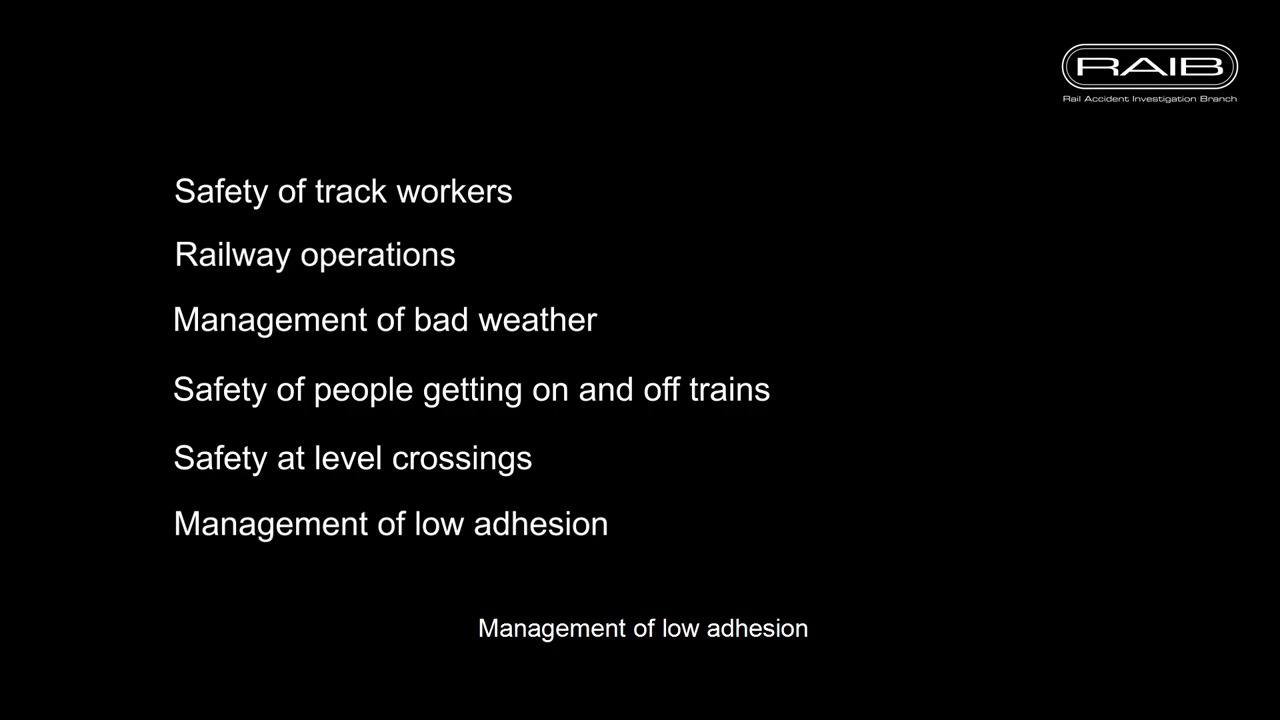 RAIB
Rail Accident Investigation Branch
Safety of track workers
Railway operations
Management of bad weather
Safety of people getting on and off trains
Safety at level crossings
Management of low adhesion
Management of low adhesion